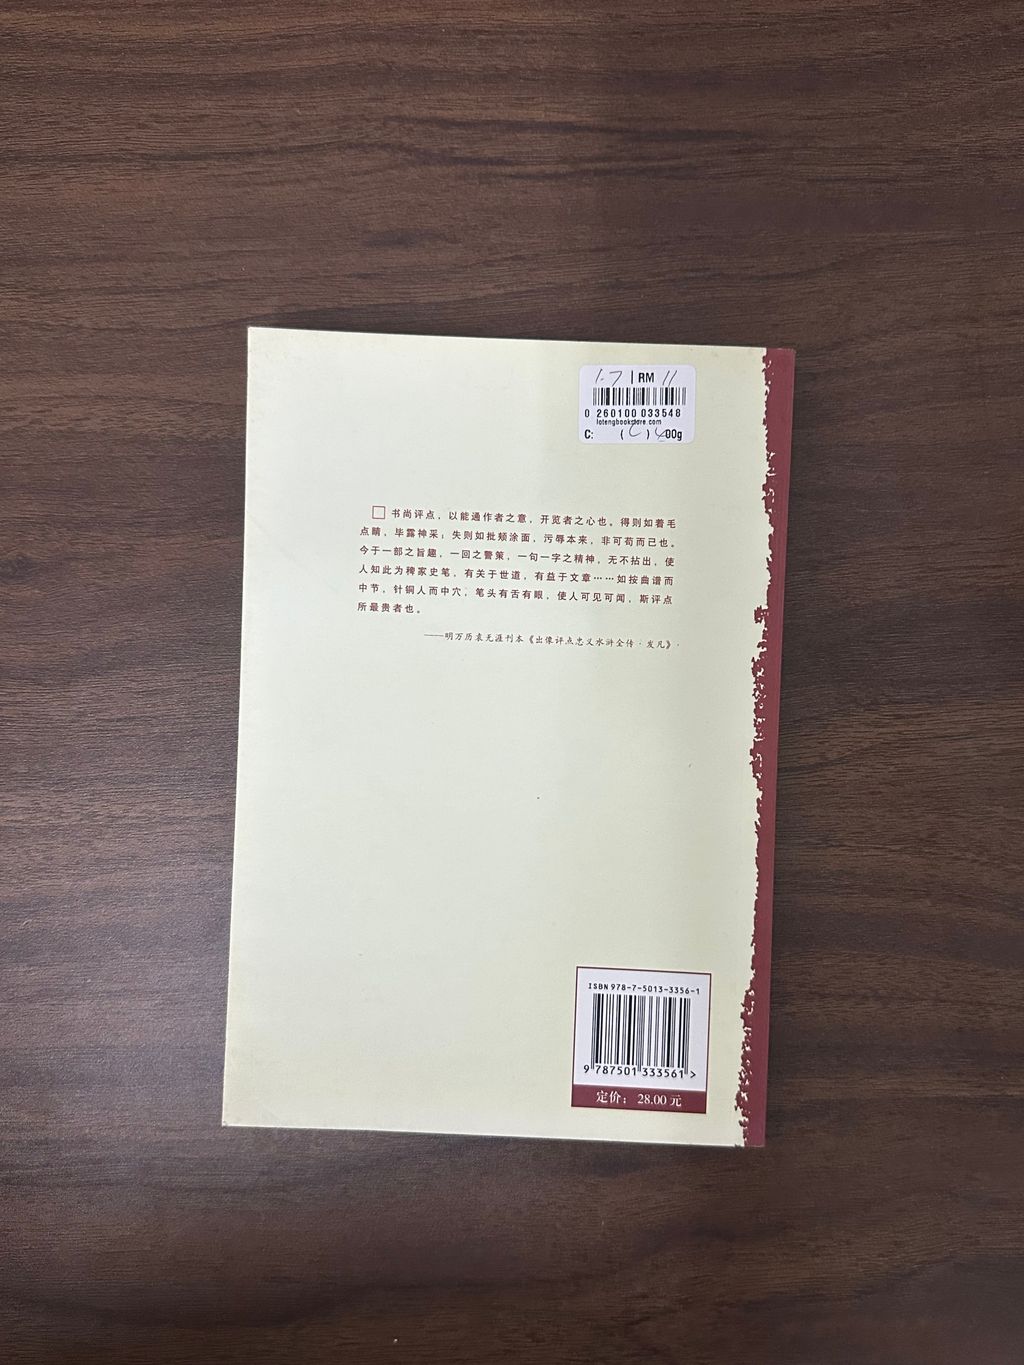 1.7 | RM 11
0 260100 033548
lotengbookstore.com
C: ( ) 00g
书尚评点，以能通作者之意，开览者之心也。得则如着毛
点睛，毕露神采；失则如批颊涂面，污辱本来，非可苟而已也。
今于一部之旨趣，一回之警策，一句一字之精神，无不拈出，使
人知此为稗家史笔，有关于世道，有益于文章……如按曲谱而
中节，针铜人而中穴，笔头有舌有眼，使人可见可闻，斯评点
所最贵者也。
——明万历袁无涯刊本《出像评点忠义水浒全传·发凡》
ISBN 978-7-5013-3356-1
9 787501 333561 >
定价： 28.00 元